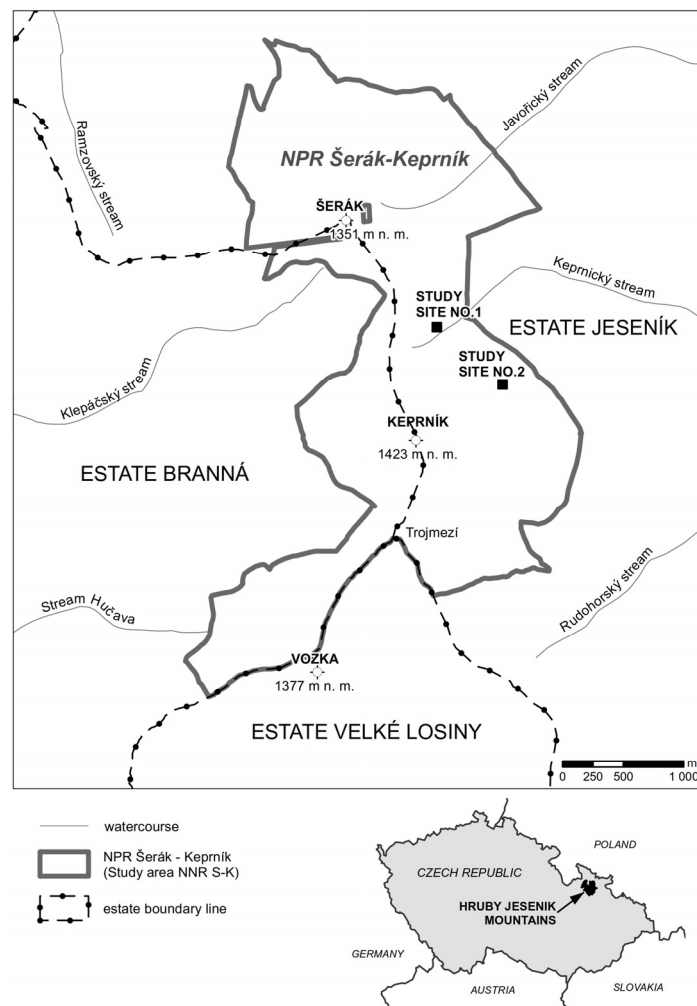 Ramzovský stream
Javořický stream
NPR Šerák-Keprník
ŠERÁK
1351 m n. m.
Keprnický stream
STUDY
SITE NO.1
ESTATE JESENÍK
STUDY
SITE NO.2
Klepáčský stream
KEPRNÍK
1423 m n. m.
ESTATE BRANNÁ
Trojmezí
Rudohorský stream
Stream Hučava
VOZKA
1377 m n. m.
ESTATE VELKÉ LOSINY
m
0 250 500 1 000
watercourse
NPR Šerák - Keprník
(Study area NNR S-K)
estate boundary line
POLAND
CZECH REPUBLIC
HRUBY JESENIK
MOUNTAINS
GERMANY
AUSTRIA
SLOVAKIA